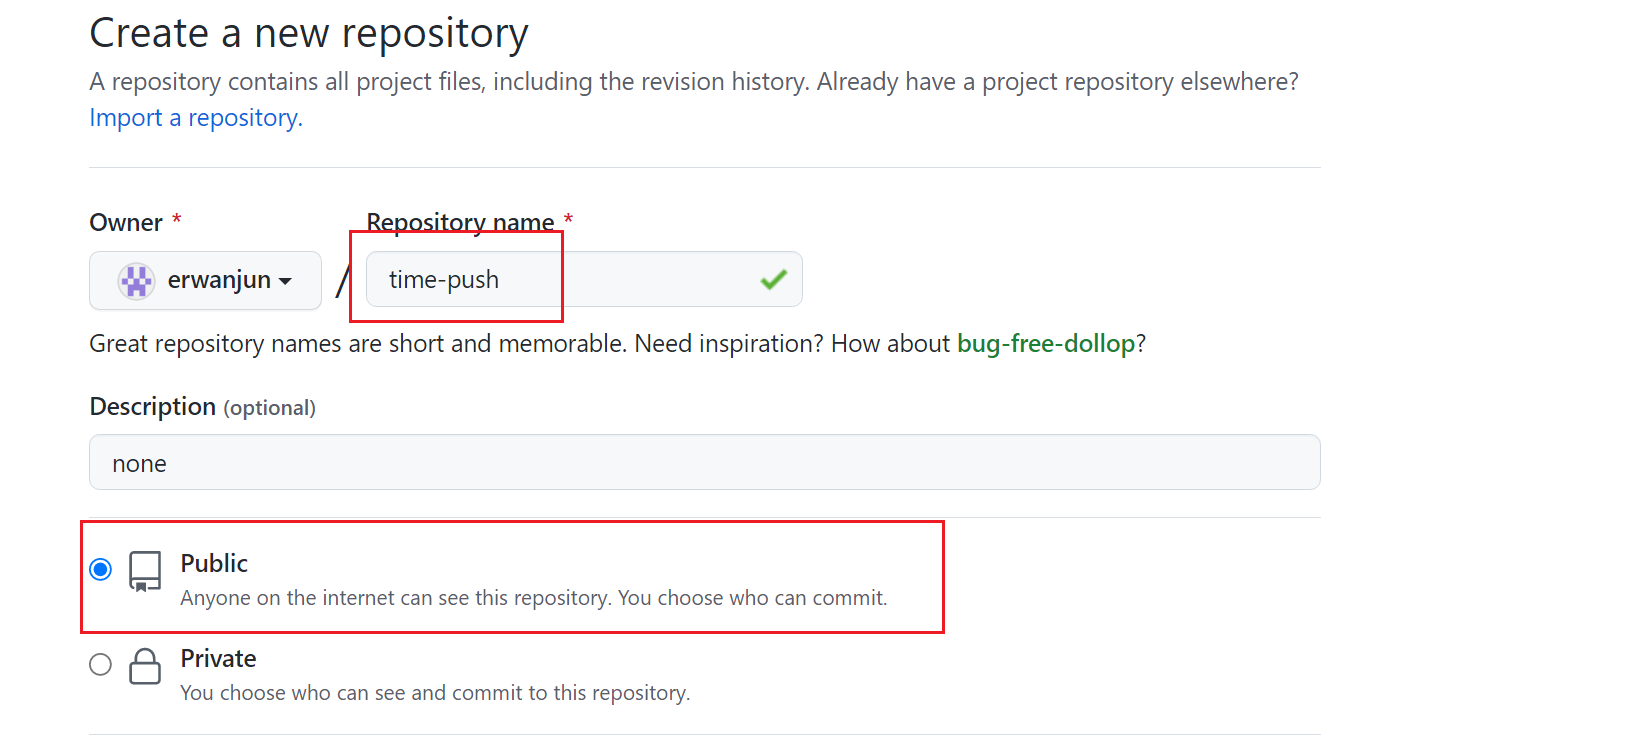 Create a new repository
A repository contains all project files, including the revision history. Already have a project repository elsewhere?
Import a repository.
Owner * Repository name *
erwanjun / time-push
Great repository names are short and memorable. Need inspiration? How about bug-free-dollop?
Description (optional)
none
Public
Anyone on the internet can see this repository. You choose who can commit.
Private
You choose who can see and commit to this repository.